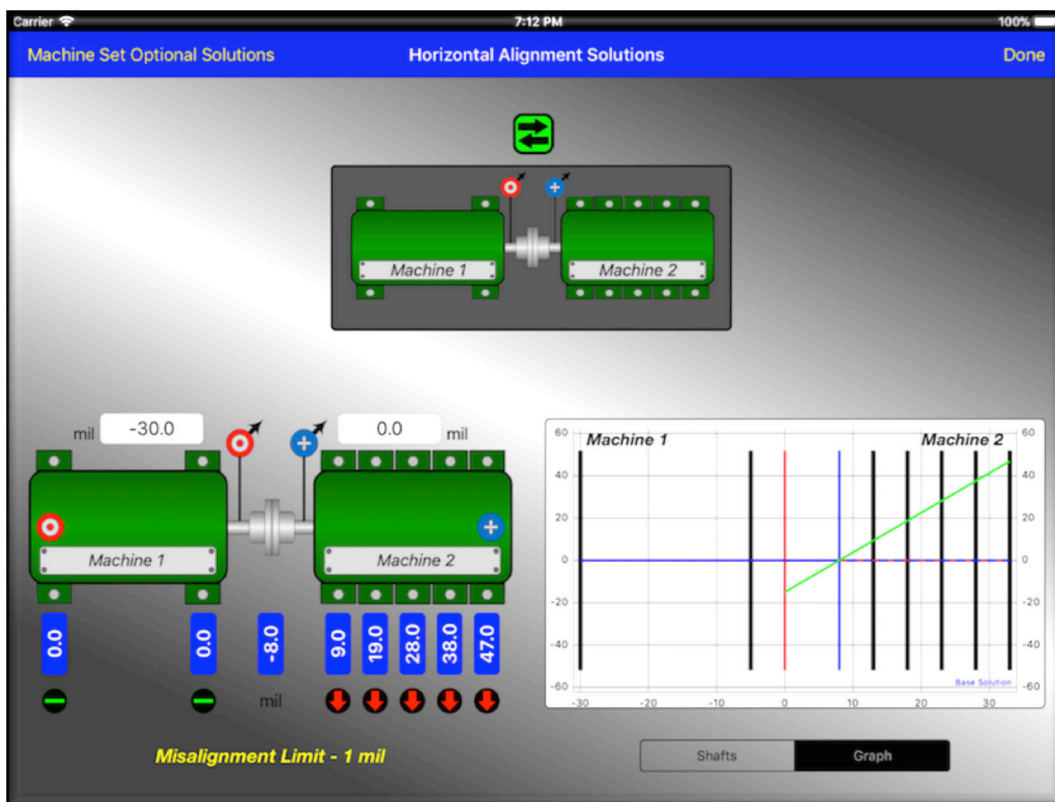 Carrier 7:12 PM 100%
Machine Set Optional Solutions Horizontal Alignment Solutions Done
Machine 1 Machine 2
mil -30.0 0.0 mil
Machine 1 Machine 2
0.0 0.0 -8.0 9.0 19.0 28.0 38.0 47.0
mil
Misalignment Limit - 1 mil
Machine 1 Machine 2
60 60
40 40
20 20
0 0
-20 -20
-40 -40
Base Solution
-60 -60
-30 -20 -10 0 10 20 30
Shafts Graph